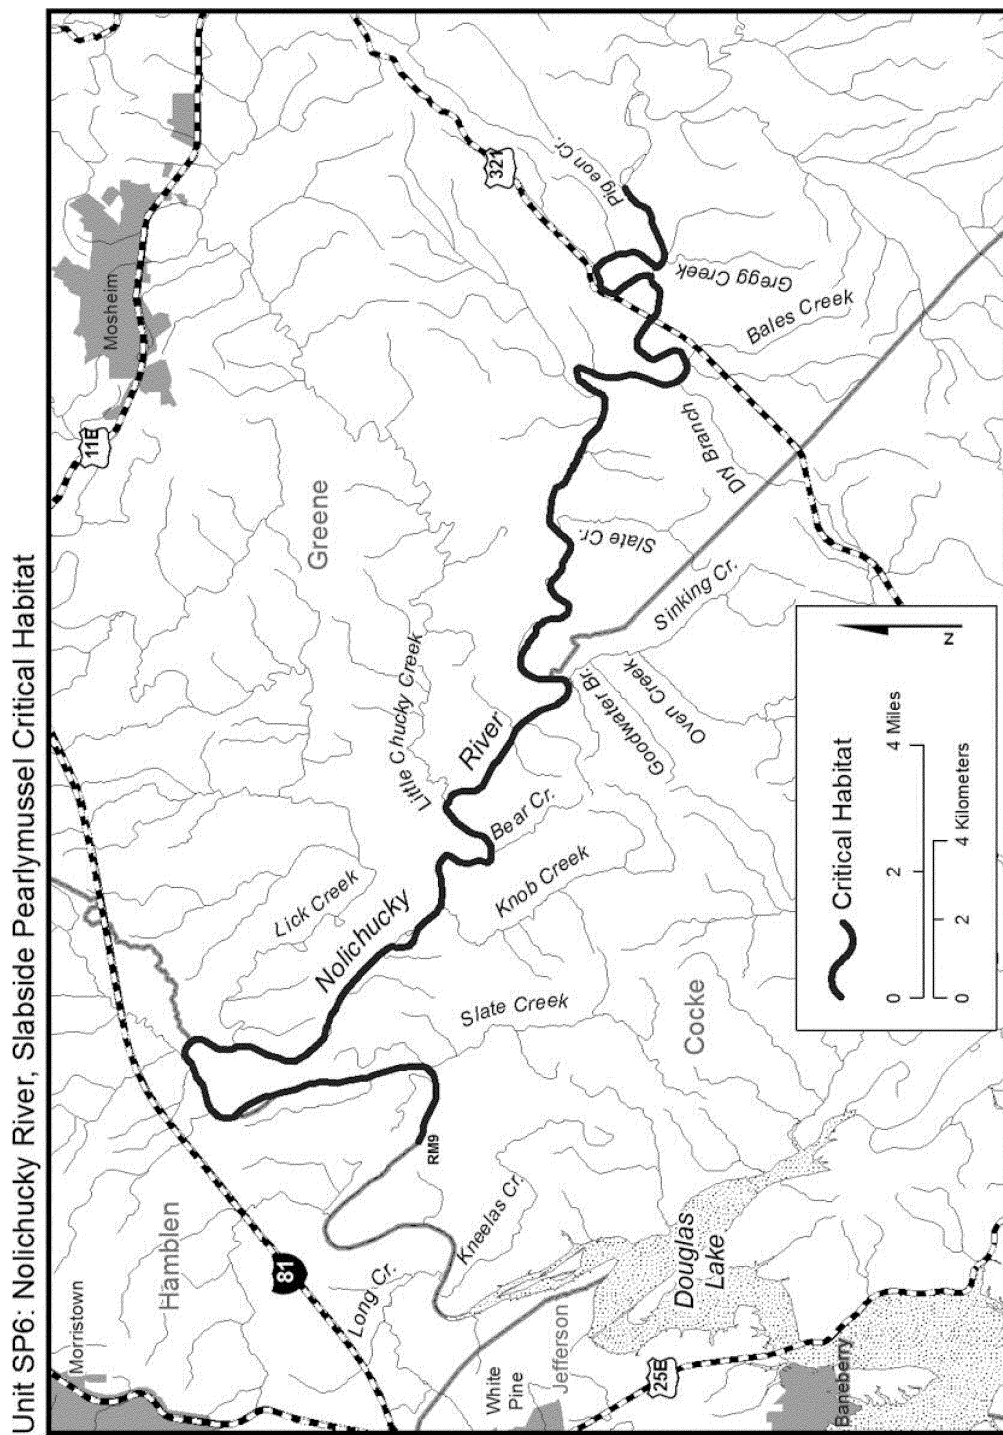 Unit SP6: Nolichucky River, Slabside Pearlymussel Critical Habitat
Morristown
Hamblen
81
11E
Mosheim
Greene
321
Pigeon Cr.
Gregg Creek
Bales Creek
Dry Branch
Slate Cr.
Sinking Cr.
Oven Creek
Goodwater Br.
Little Chucky Creek
Nolichucky
River
Bear Cr.
Knob Creek
Lick Creek
Slate Creek
RM9
Long Cr.
Kneelas Cr.
Cocke
White
Pine
Jefferson
Douglas
Lake
25E
Baneberry
Critical Habitat
0 2 4 Miles
0 2 4 Kilometers
N